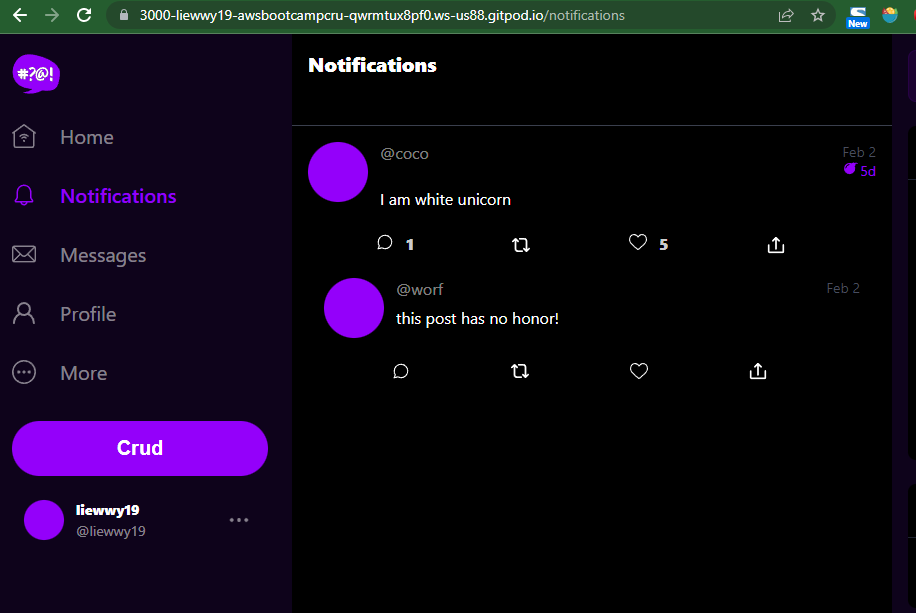 3000-liewwy19-awsbootcampcru-qwrmtux8pf0.ws-us88.gitpod.io/notifications
New
#?@!
Home
Notifications
Messages
Profile
More
Crud
liewwy19
@liewwy19
Notifications
@coco
Feb 2
5d
I am white unicorn
1
5
@worf
Feb 2
this post has no honor!